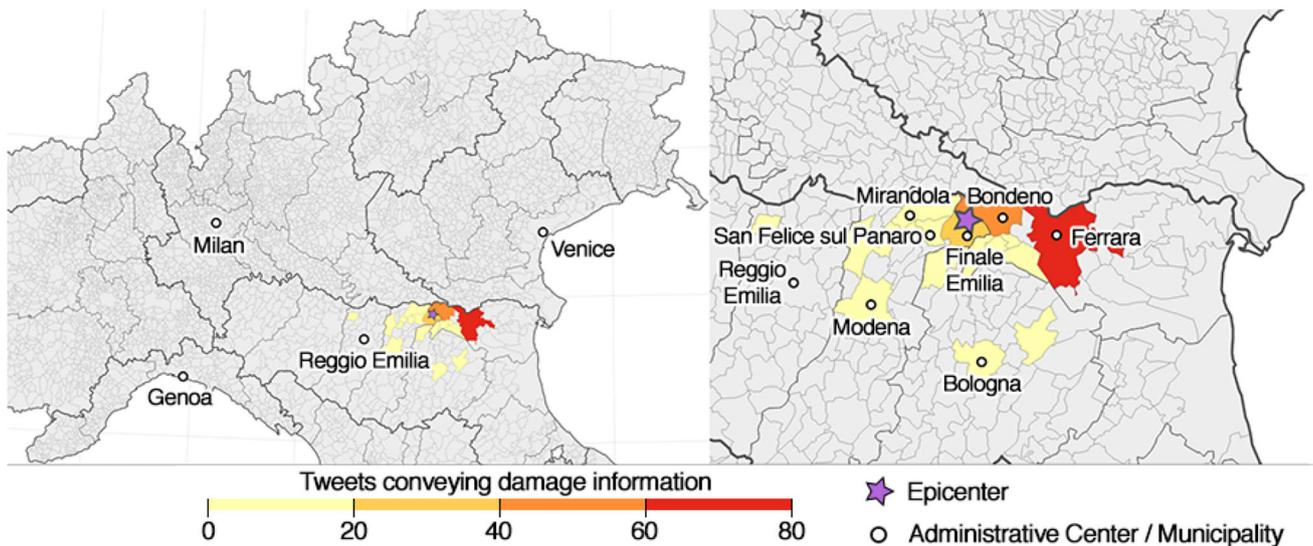 Milan
Venice
Reggio Emilia
Genoa
Mirandola
Bondeno
San Felice sul Panaro
Ferrara
Finale
Emilia
Reggio
Emilia
Modena
Bologna
Tweets conveying damage information
0 20 40 60 80
Epicenter
Administrative Center / Municipality